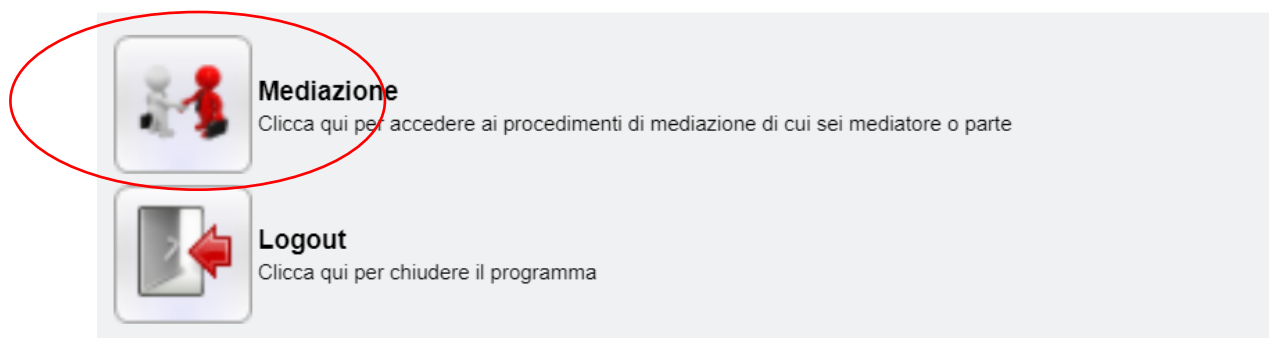 Mediazione
Clicca qui per accedere ai procedimenti di mediazione di cui sei mediatore o parte
Logout
Clicca qui per chiudere il programma